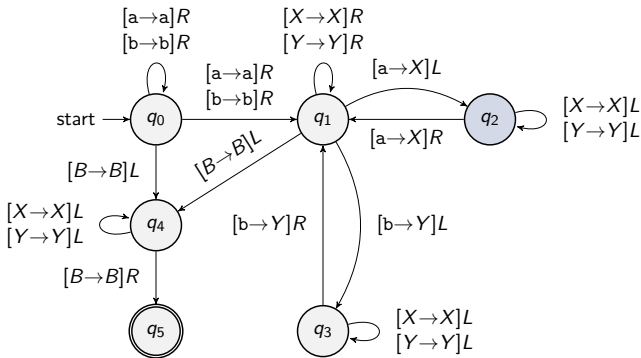 [a→a]R
[b→b]R
[X→X]R
[Y→Y]R
[a→a]R
[b→b]R
[a→X]L
start
q0
q1
q2
[X→X]L
[Y→Y]L
[a→X]R
[B→B]L
[B→B]L
[X→X]L
[Y→Y]L
q4
[b→Y]R
[b→Y]L
[B→B]R
q5
q3
[X→X]L
[Y→Y]L